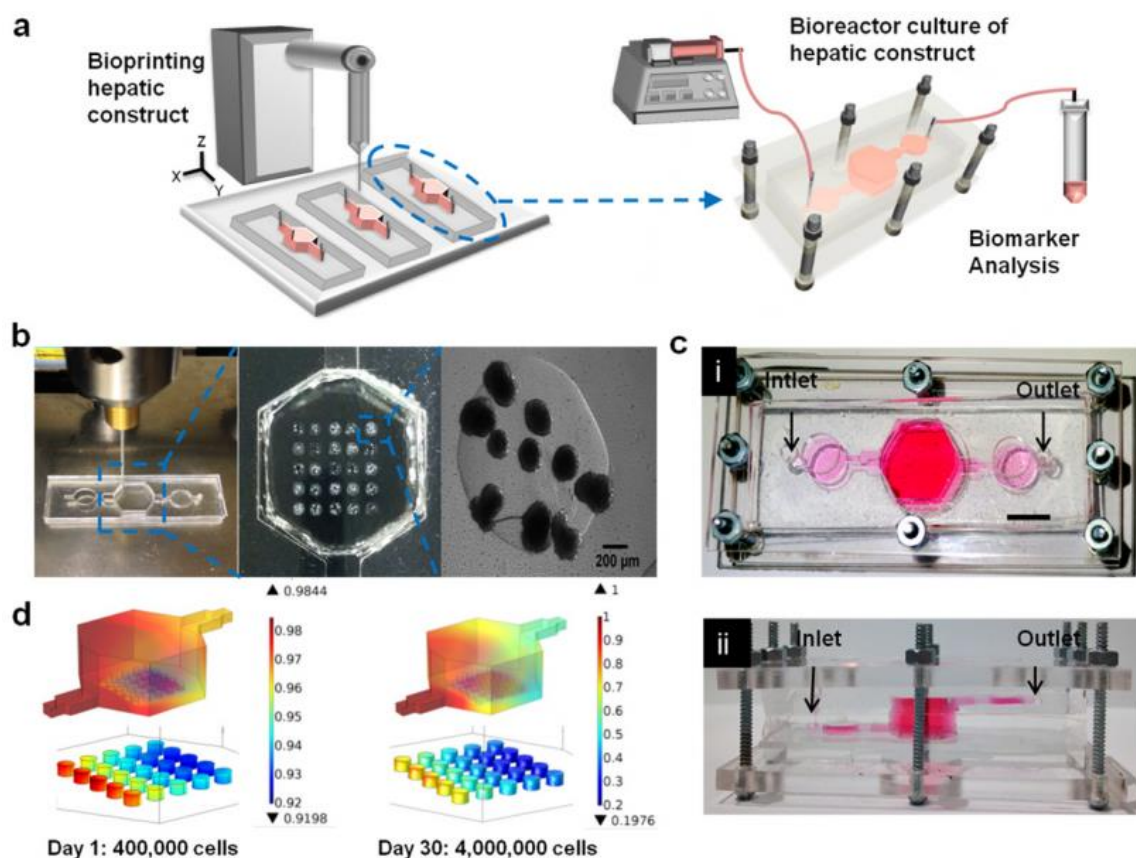 a
Bioprinting
hepatic
construct
Z
X
Y
Bioreactor culture of
hepatic construct
Biomarker
Analysis
b
200 µm
c
i
Intlet
Outlet
ii
Inlet
Outlet
d
▲ 0.9844
0.98
0.97
0.96
0.95
0.94
0.93
0.92
▼ 0.9198
Day 1: 400,000 cells
▲ 1
1
0.9
0.8
0.7
0.6
0.5
0.4
0.3
0.2
▼ 0.1976
Day 30: 4,000,000 cells